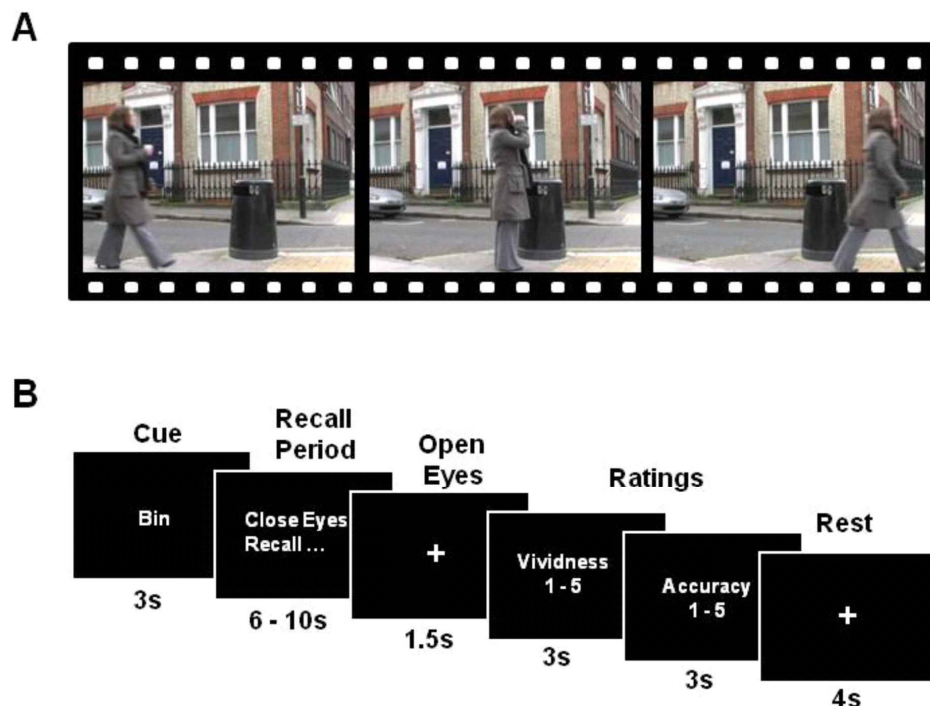 A
B
Cue
Recall
Period
Open
Eyes
Ratings
Rest
Bin
Close Eyes
Recall ...
+
Vividness
1 - 5
Accuracy
1 - 5
+
3s
6 - 10s
1.5s
3s
3s
4s